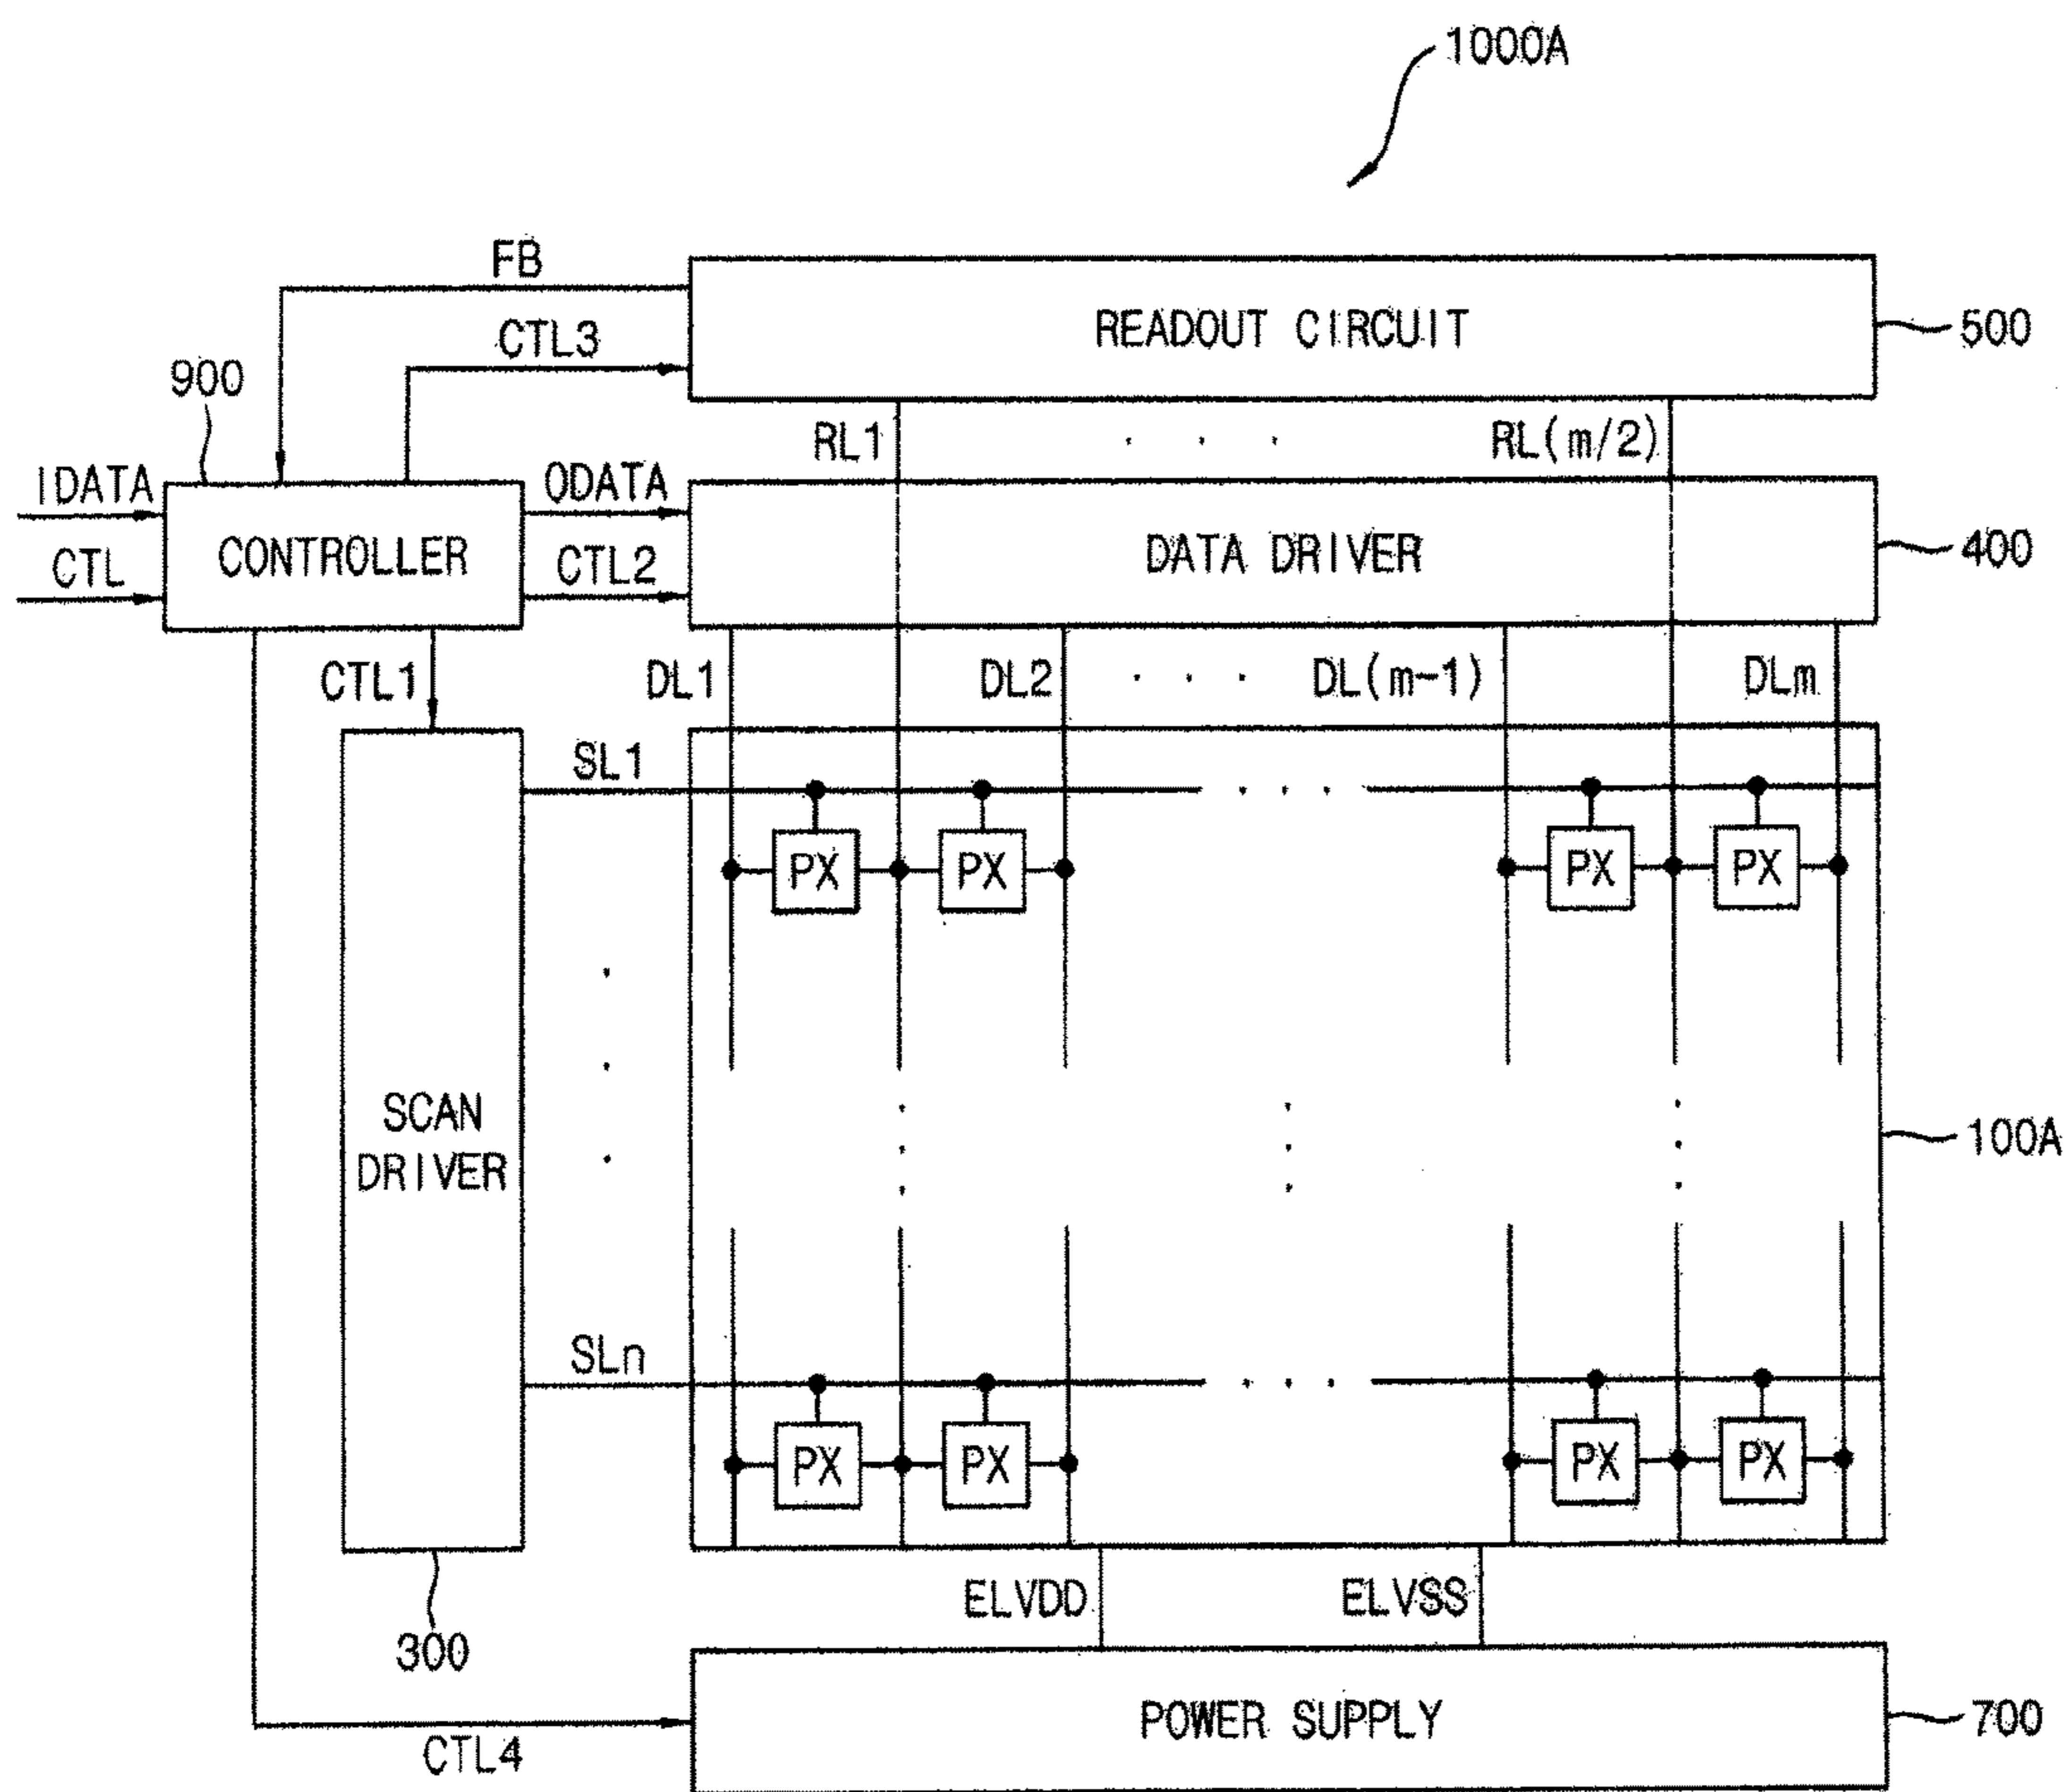 1000A
FB
READOUT CIRCUIT
500
CTL3
900
RL1
. . .
RL(m/2)
IDATA
ODATA
CONTROLLER
DATA DRIVER
400
CTL
CTL2
CTL1
DL1
DL2
. . .
DL(m-1)
DLm
SL1
PX
PX
PX
PX
SCAN
DRIVER
100A
SLn
PX
PX
PX
PX
ELVDD
ELVSS
300
POWER SUPPLY
700
CTL4